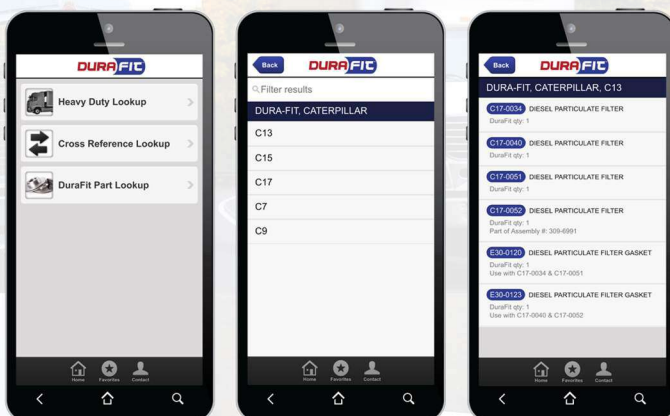 DURAFIT
Heavy Duty Lookup
Cross Reference Lookup
DuraFit Part Lookup
Home Favorites Contact
Back DURAFIT
Filter results
DURA-FIT, CATERPILLAR
C13
C15
C17
C7
C9
Home Favorites Contact
Back DURAFIT
DURA-FIT, CATERPILLAR, C13
C17-0034 DIESEL PARTICULATE FILTER
DuraFit qty: 1
C17-0040 DIESEL PARTICULATE FILTER
DuraFit qty: 1
C17-0051 DIESEL PARTICULATE FILTER
DuraFit qty: 1
C17-0052 DIESEL PARTICULATE FILTER
DuraFit qty: 1
Part of Assembly #: 309-6991
E30-0120 DIESEL PARTICULATE FILTER GASKET
DuraFit qty: 1
Use with C17-0034 & C17-0051
E30-0123 DIESEL PARTICULATE FILTER GASKET
DuraFit qty: 1
Use with C17-0040 & C17-0052
Home Favorites Contact